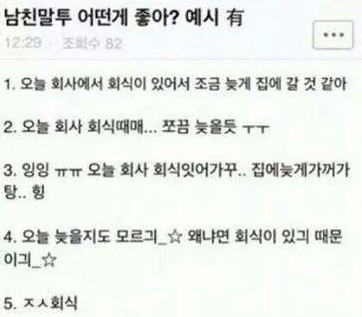 남친말투 어떤게 좋아? 예시 有
12:29 조회수 82
1. 오늘 회사에서 회식이 있어서 조금 늦게 집에 갈 것 같아
2. 오늘 회사 회식때매... 쪼끔 늦을듯 ㅜㅜ
3. 잉잉 ㅠㅠ 오늘 회사 회식잇어가꾸.. 집에늦게가꺼가
탕.. 힝
4. 오늘 늦을지도 모르긔_☆ 왜냐면 회식이 있긔 때문
이긔_☆
5. ㅈㅅ회식